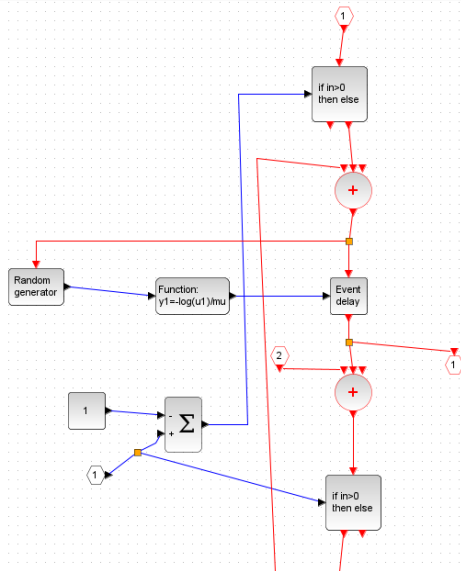 1
if in>0
then else
+
Random
generator
Function:
y1=-log(u1)/mu
Event
delay
2
1
+
1
-
+
Σ
1
if in>0
then else